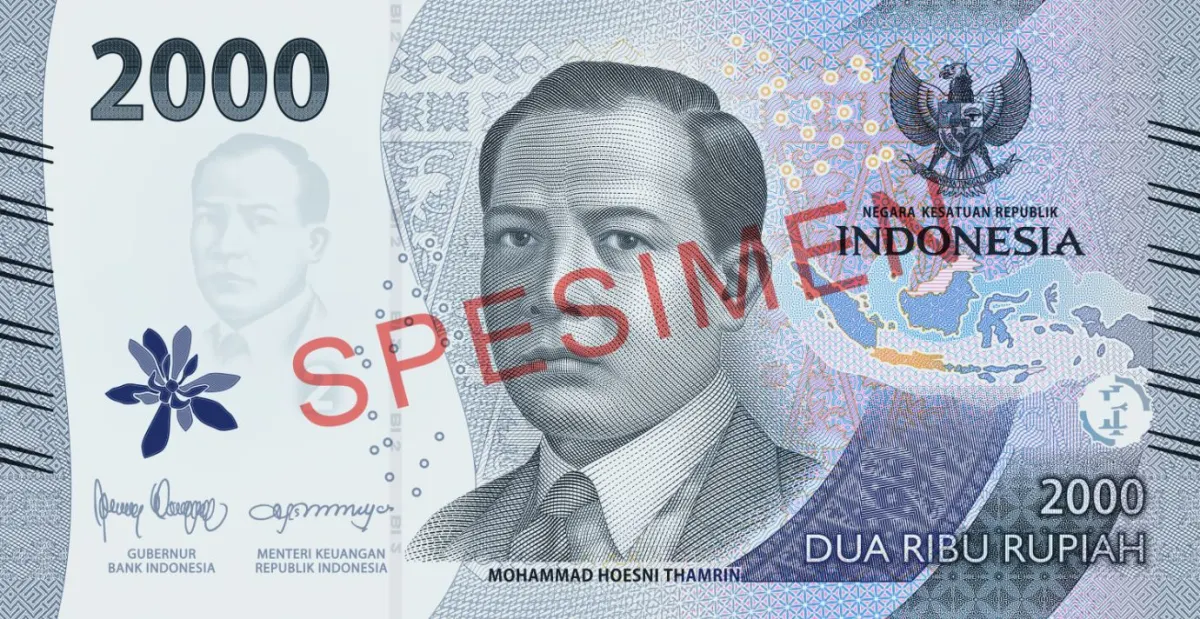 2000
NEGARA KESATUAN REPUBLIK
INDONESIA
SPESIMEN
GUBERNUR
BANK INDONESIA
MENTERI KEUANGAN
REPUBLIK INDONESIA
MOHAMMAD HOESNI THAMRIN
2000
DUA RIBU RUPIAH